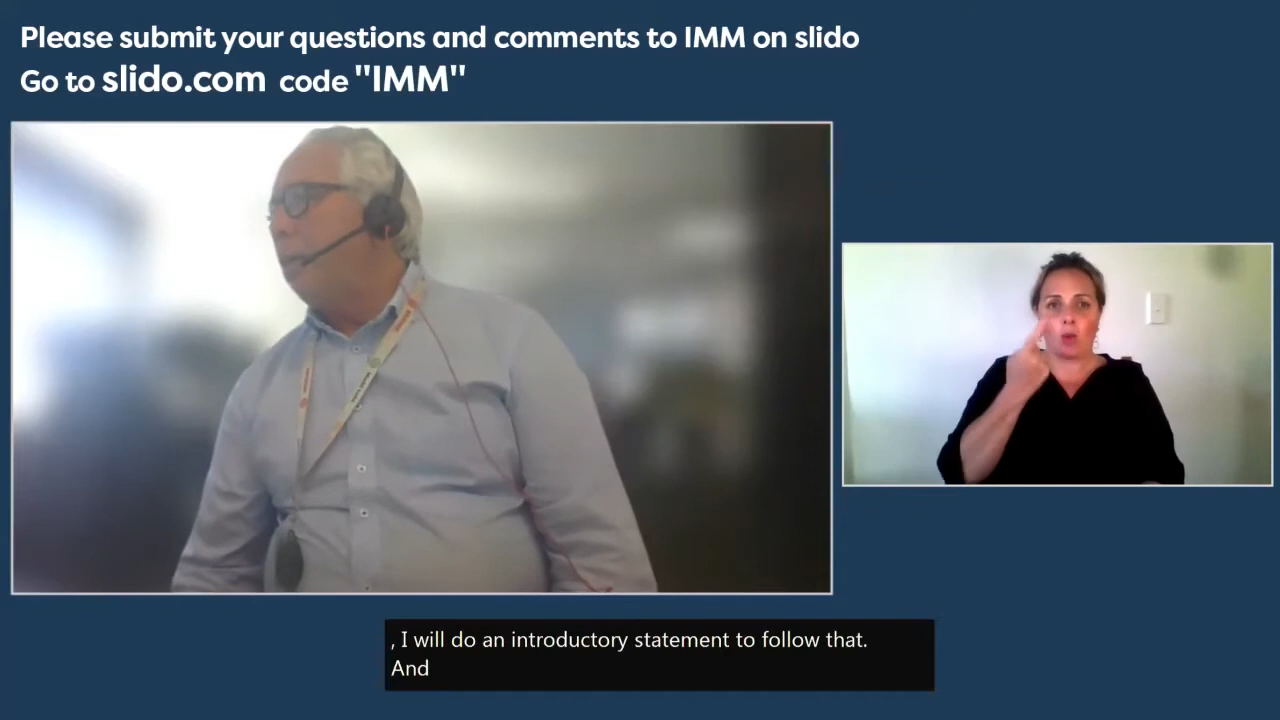 Please submit your questions and comments to IMM on slido
Go to slido.com code "IMM"
, I will do an introductory statement to follow that.
And